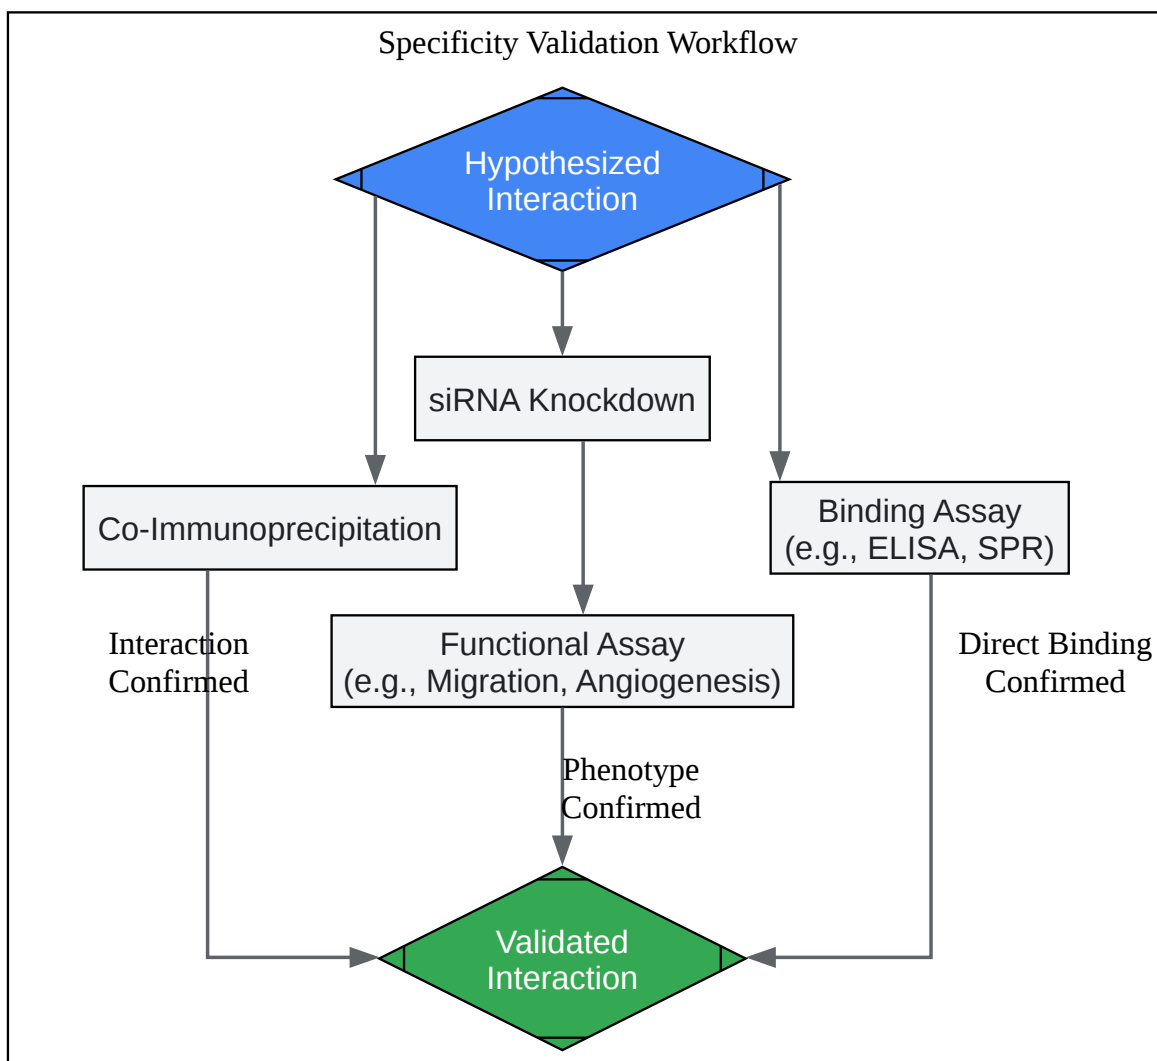 Specificity Validation Workflow
Hypothesized
Interaction
siRNA Knockdown
Co-Immunoprecipitation
Binding Assay
(e.g., ELISA, SPR)
Interaction
Confirmed
Functional Assay
(e.g., Migration, Angiogenesis)
Direct Binding
Confirmed
Phenotype
Confirmed
Validated
Interaction